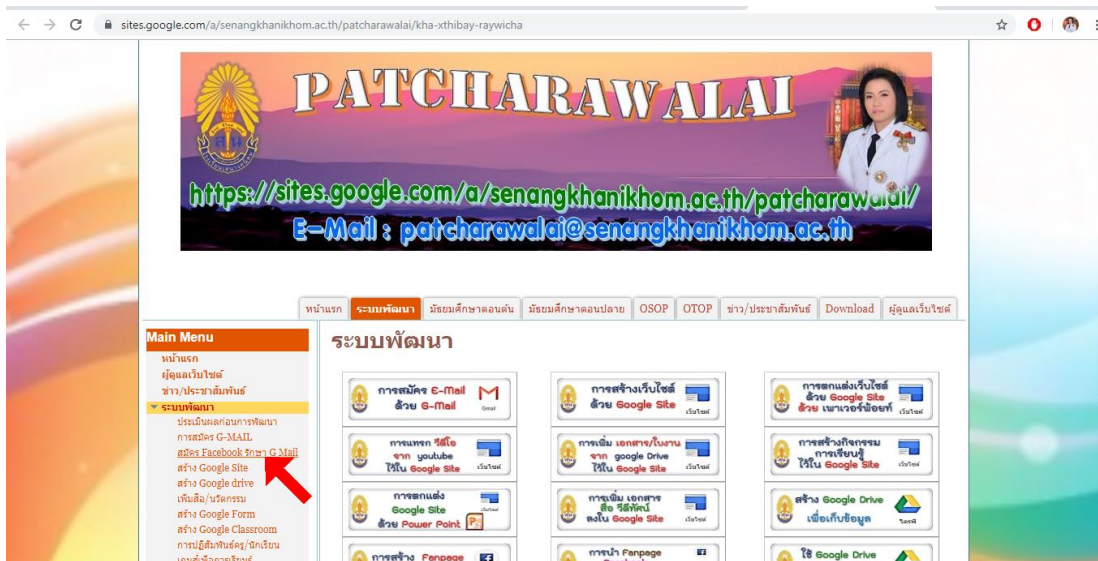 sites.google.com/a/senangkhanikhom.ac.th/patcharawalai/kha-xthibay-raywicha
PATCHARAWALAI
ส น
https://sites.google.com/a/senangkhanikhom.ac.th/patcharawalai/
E-Mail : patcharawalai@senangkhanikhom.ac.th
หน้าแรก ระบบพัฒนา มัธยมศึกษาตอนต้น มัธยมศึกษาตอนปลาย OSOP OTOP ข่าว/ประชาสัมพันธ์ Download ผู้ดูแลเว็บไซต์
Main Menu
หน้าแรก
ผู้ดูแลเว็บไซต์
ข่าว/ประชาสัมพันธ์
ระบบพัฒนา
ประเมินผลก่อนการพัฒนา
การสมัคร G-MAIL
สมัคร Facebook รักษา G Mail
สร้าง Google Site
สร้าง Google drive
เพิ่มสื่อ/นวัตกรรม
สร้าง Google Form
สร้าง Google Classroom
การปฏิสัมพันธ์ครู/นักเรียน
เกมส์เพื่อการเรียนรู้
ระบบพัฒนา
การสมัคร E-Mail
ด้วย G-Mail
Gmail
การสร้างเว็บไซต์
ด้วย Google Site
เว็บไซต์
การตกแต่งเว็บไซต์
ด้วย Google Site
ด้วย เพาเวอร์พ้อยท์
เว็บไซต์
การแทรก วีดีโอ
จาก youtube
ไว้ใน Google Site
เว็บไซต์
การเพิ่ม เอกสาร/ใบงาน
จาก google Drive
ไว้ใน Google Site
เว็บไซต์
การสร้างกิจกรรม
การเรียนรู้
ไว้ใน Google Site
เว็บไซต์
การตกแต่ง
Google Site
ด้วย Power Point
เว็บไซต์
การเพิ่ม เอกสาร
สื่อ วีดีทัศน์
ลงใน Google Site
เว็บไซต์
สร้าง Google Drive
เพื่อเก็บข้อมูล
ไดรฟ์
การสร้าง Fanpage
การนำ Fanpage
ใช้ Google Drive